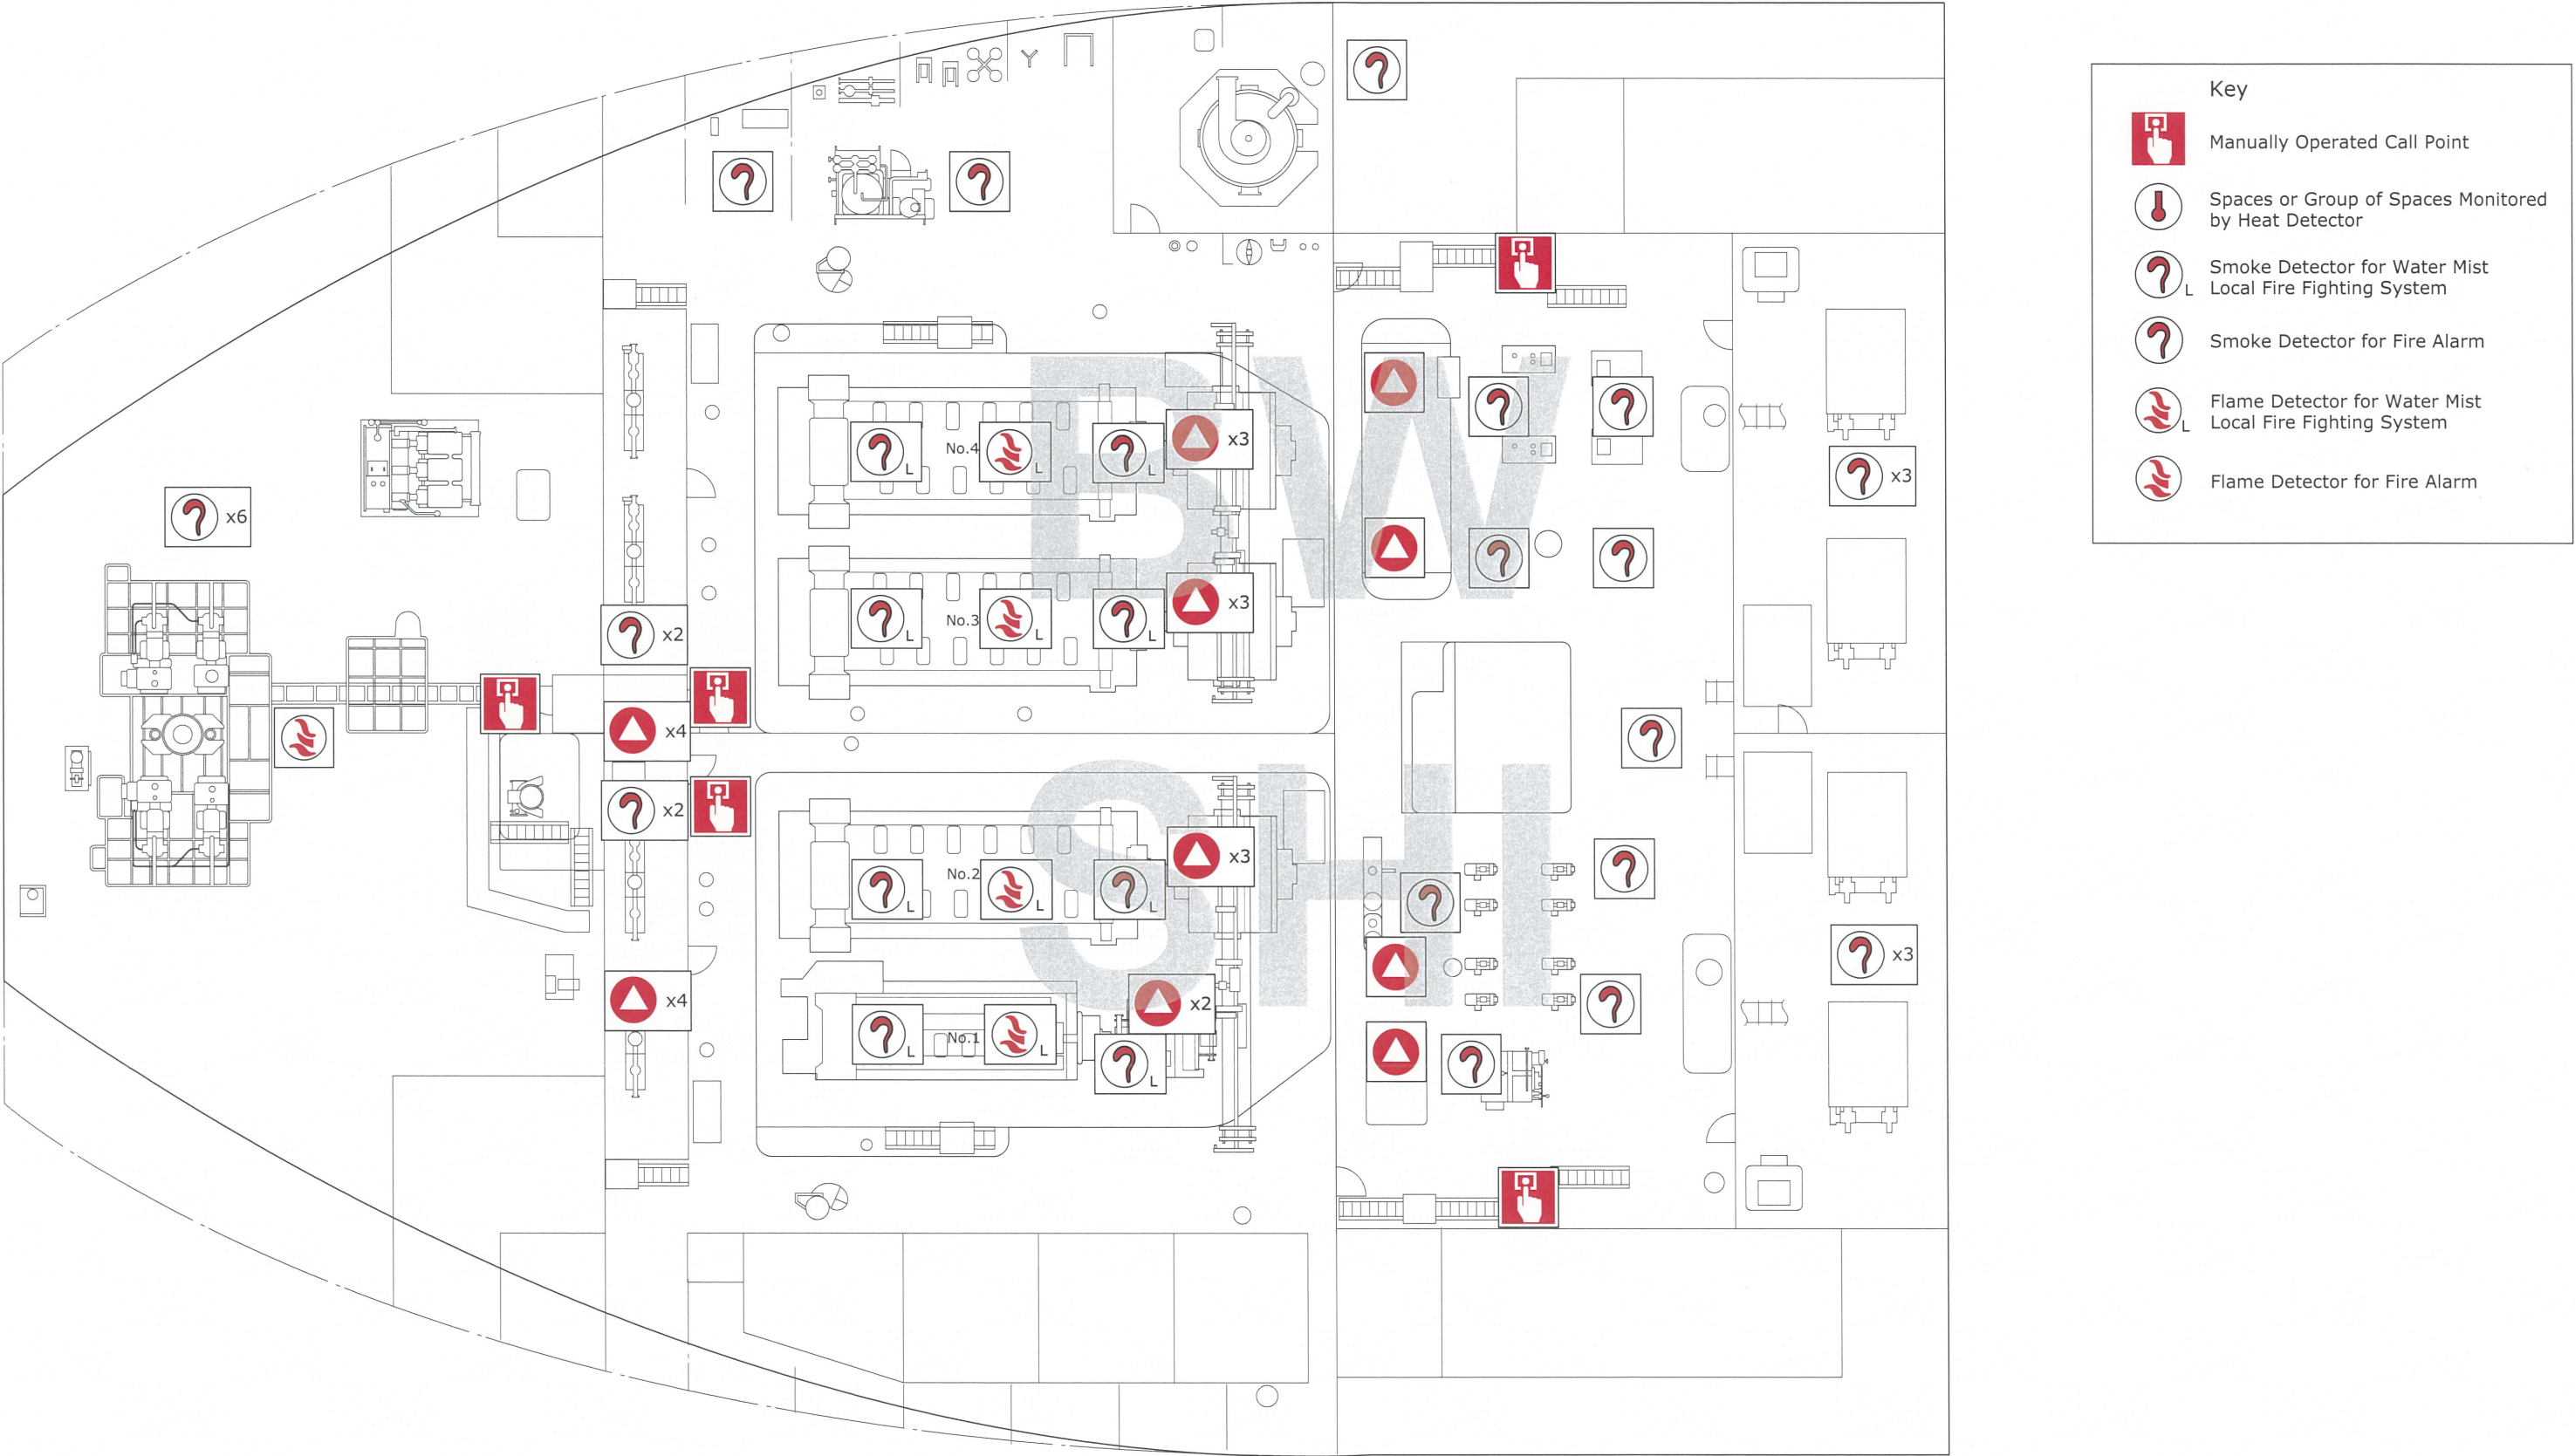 Key
Manually Operated Call Point
Spaces or Group of Spaces Monitored
by Heat Detector
L
Smoke Detector for Water Mist
Local Fire Fighting System
Smoke Detector for Fire Alarm
L
Flame Detector for Water Mist
Local Fire Fighting System
Flame Detector for Fire Alarm
BW
SHI
No.4
L
L
L
x3
x3
x6
No.3
L
L
L
x3
x2
x4
x2
No.2
L
L
L
x3
x3
x4
No.1
L
L
L
x2